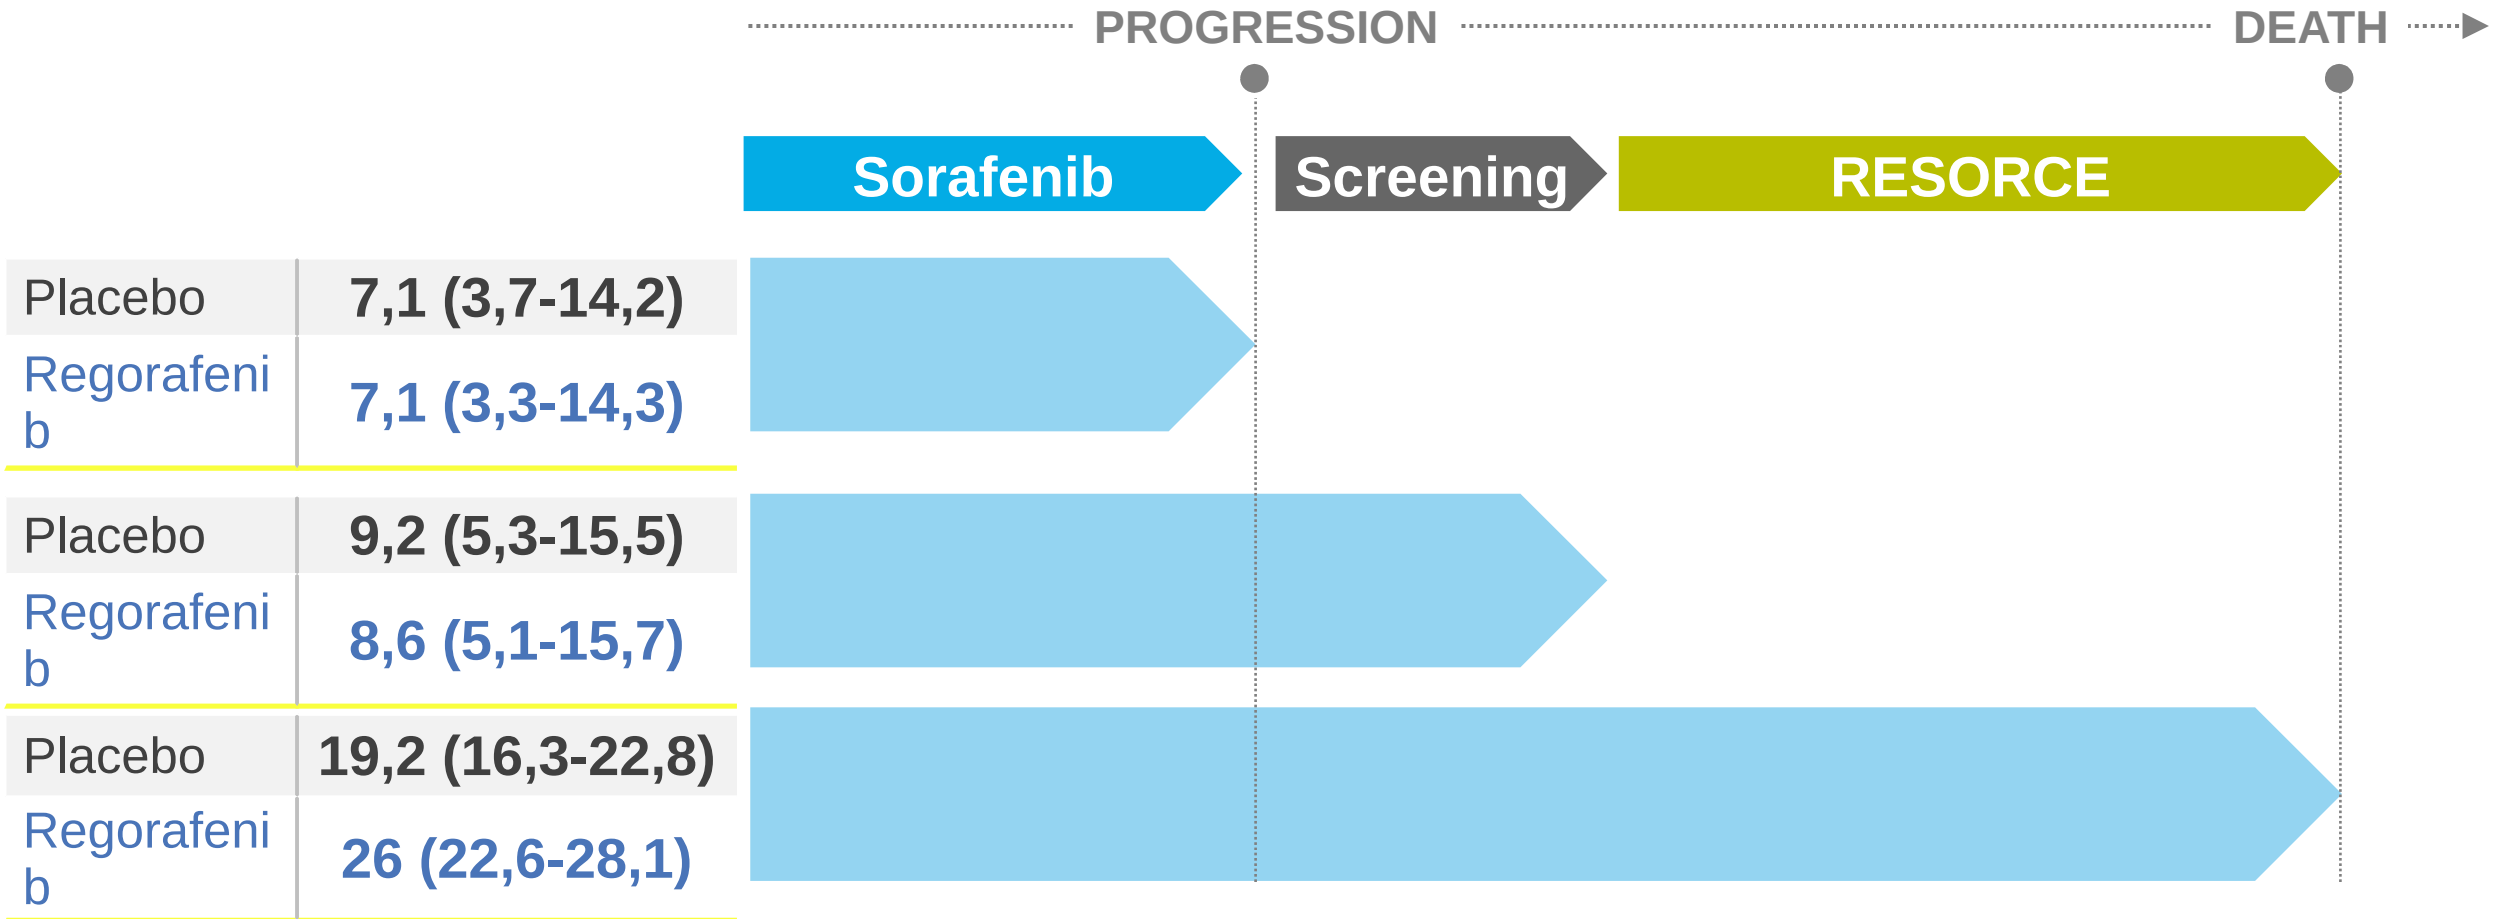 PROGRESSION DEATH
Sorafenib Screening RESORCE
Placebo 7,1 (3,7-14,2)
Regorafeni
b 7,1 (3,3-14,3)
Placebo 9,2 (5,3-15,5)
Regorafeni
b 8,6 (5,1-15,7)
Placebo 19,2 (16,3-22,8)
Regorafeni
b 26 (22,6-28,1)